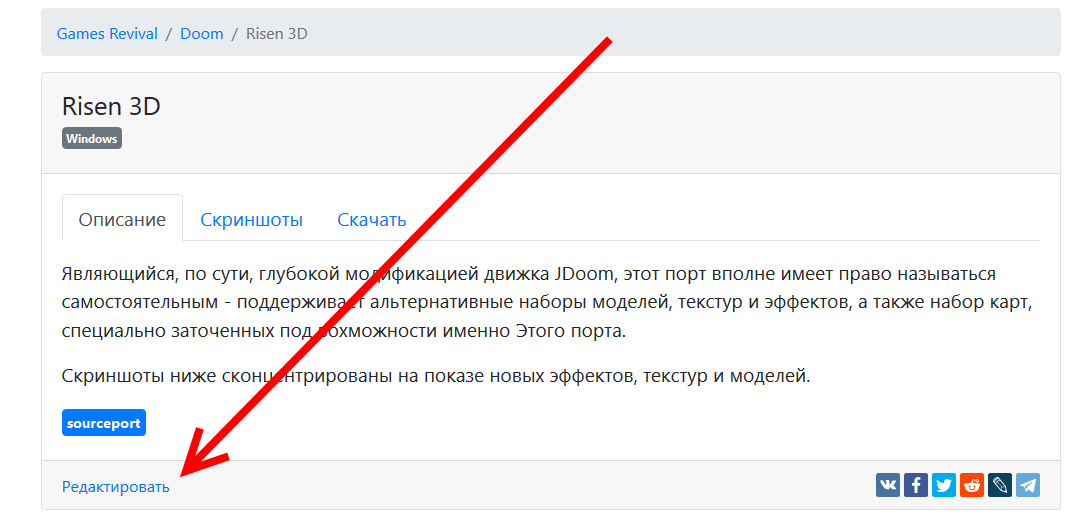 Games Revival / Doom / Risen 3D
Risen 3D
Windows
Описание Скриншоты Скачать
Являющийся, по сути, глубокой модификацией движка JDoom, этот порт вполне имеет право называться
самостоятельным - поддерживает альтернативные наборы моделей, текстур и эффектов, а также набор карт,
специально заточенных под вохможности именно Этого порта.
Скриншоты ниже сконцентрированы на показе новых эффектов, текстур и моделей.
sourceport
Редактировать